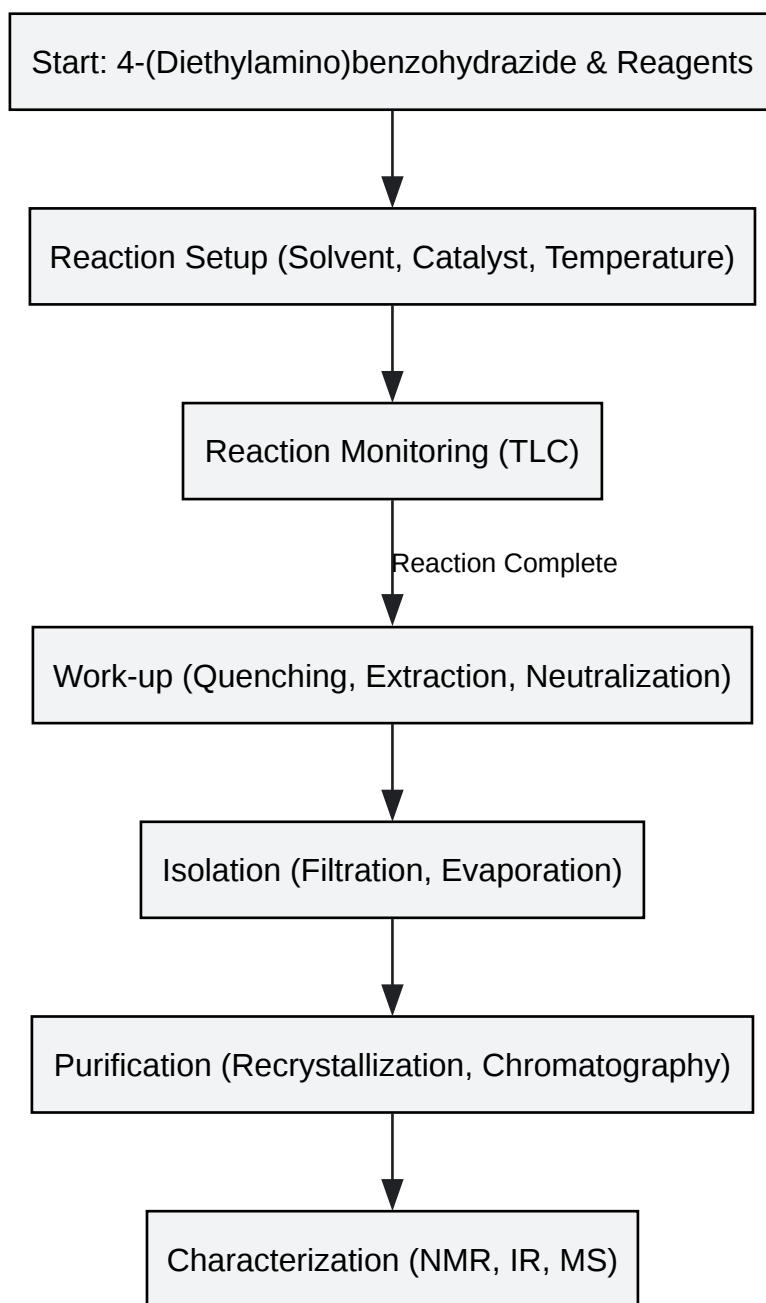 Start: 4-(Diethylamino)benzohydrazide & Reagents
Reaction Setup (Solvent, Catalyst, Temperature)
Reaction Monitoring (TLC)
Reaction Complete
Work-up (Quenching, Extraction, Neutralization)
Isolation (Filtration, Evaporation)
Purification (Recrystallization, Chromatography)
Characterization (NMR, IR, MS)